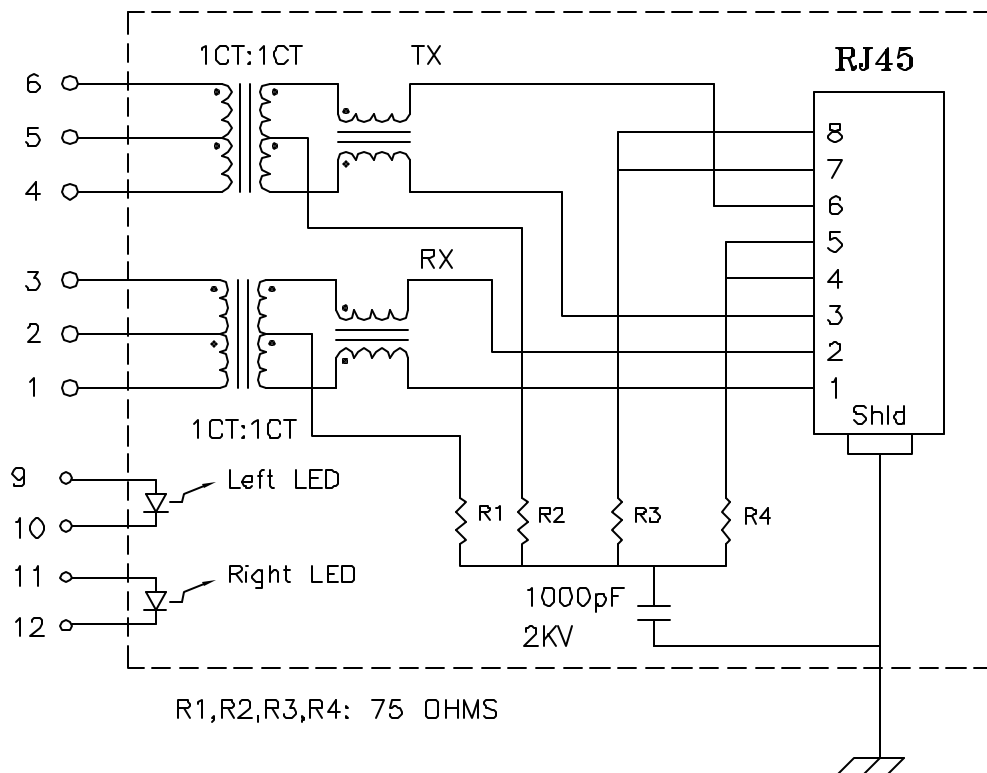 1CT:1CT
TX
RJ45
6
5
4
8
7
6
5
4
3
2
1
Shld
RX
3
2
1
1CT:1CT
9
10
Left LED
11
12
Right LED
R1
R2
R3
R4
1000pF
2KV
R1,R2,R3,R4: 75 OHMS